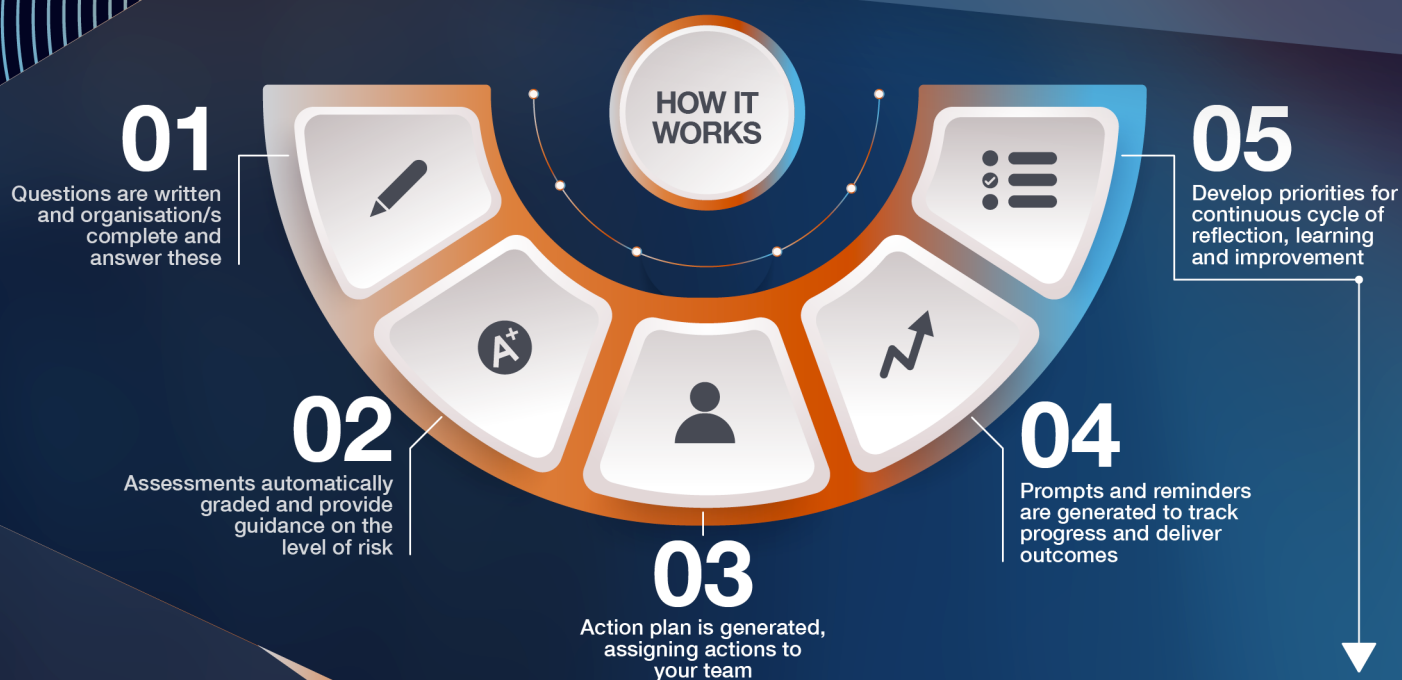 HOW IT
WORKS
01
Questions are written
and organisation/s
complete and
answer these
02
Assessments automatically
graded and provide
guidance on the
level of risk
A+
03
Action plan is generated,
assigning actions to
your team
04
Prompts and reminders
are generated to track
progress and deliver
outcomes
05
Develop priorities for
continuous cycle of
reflection, learning
and improvement